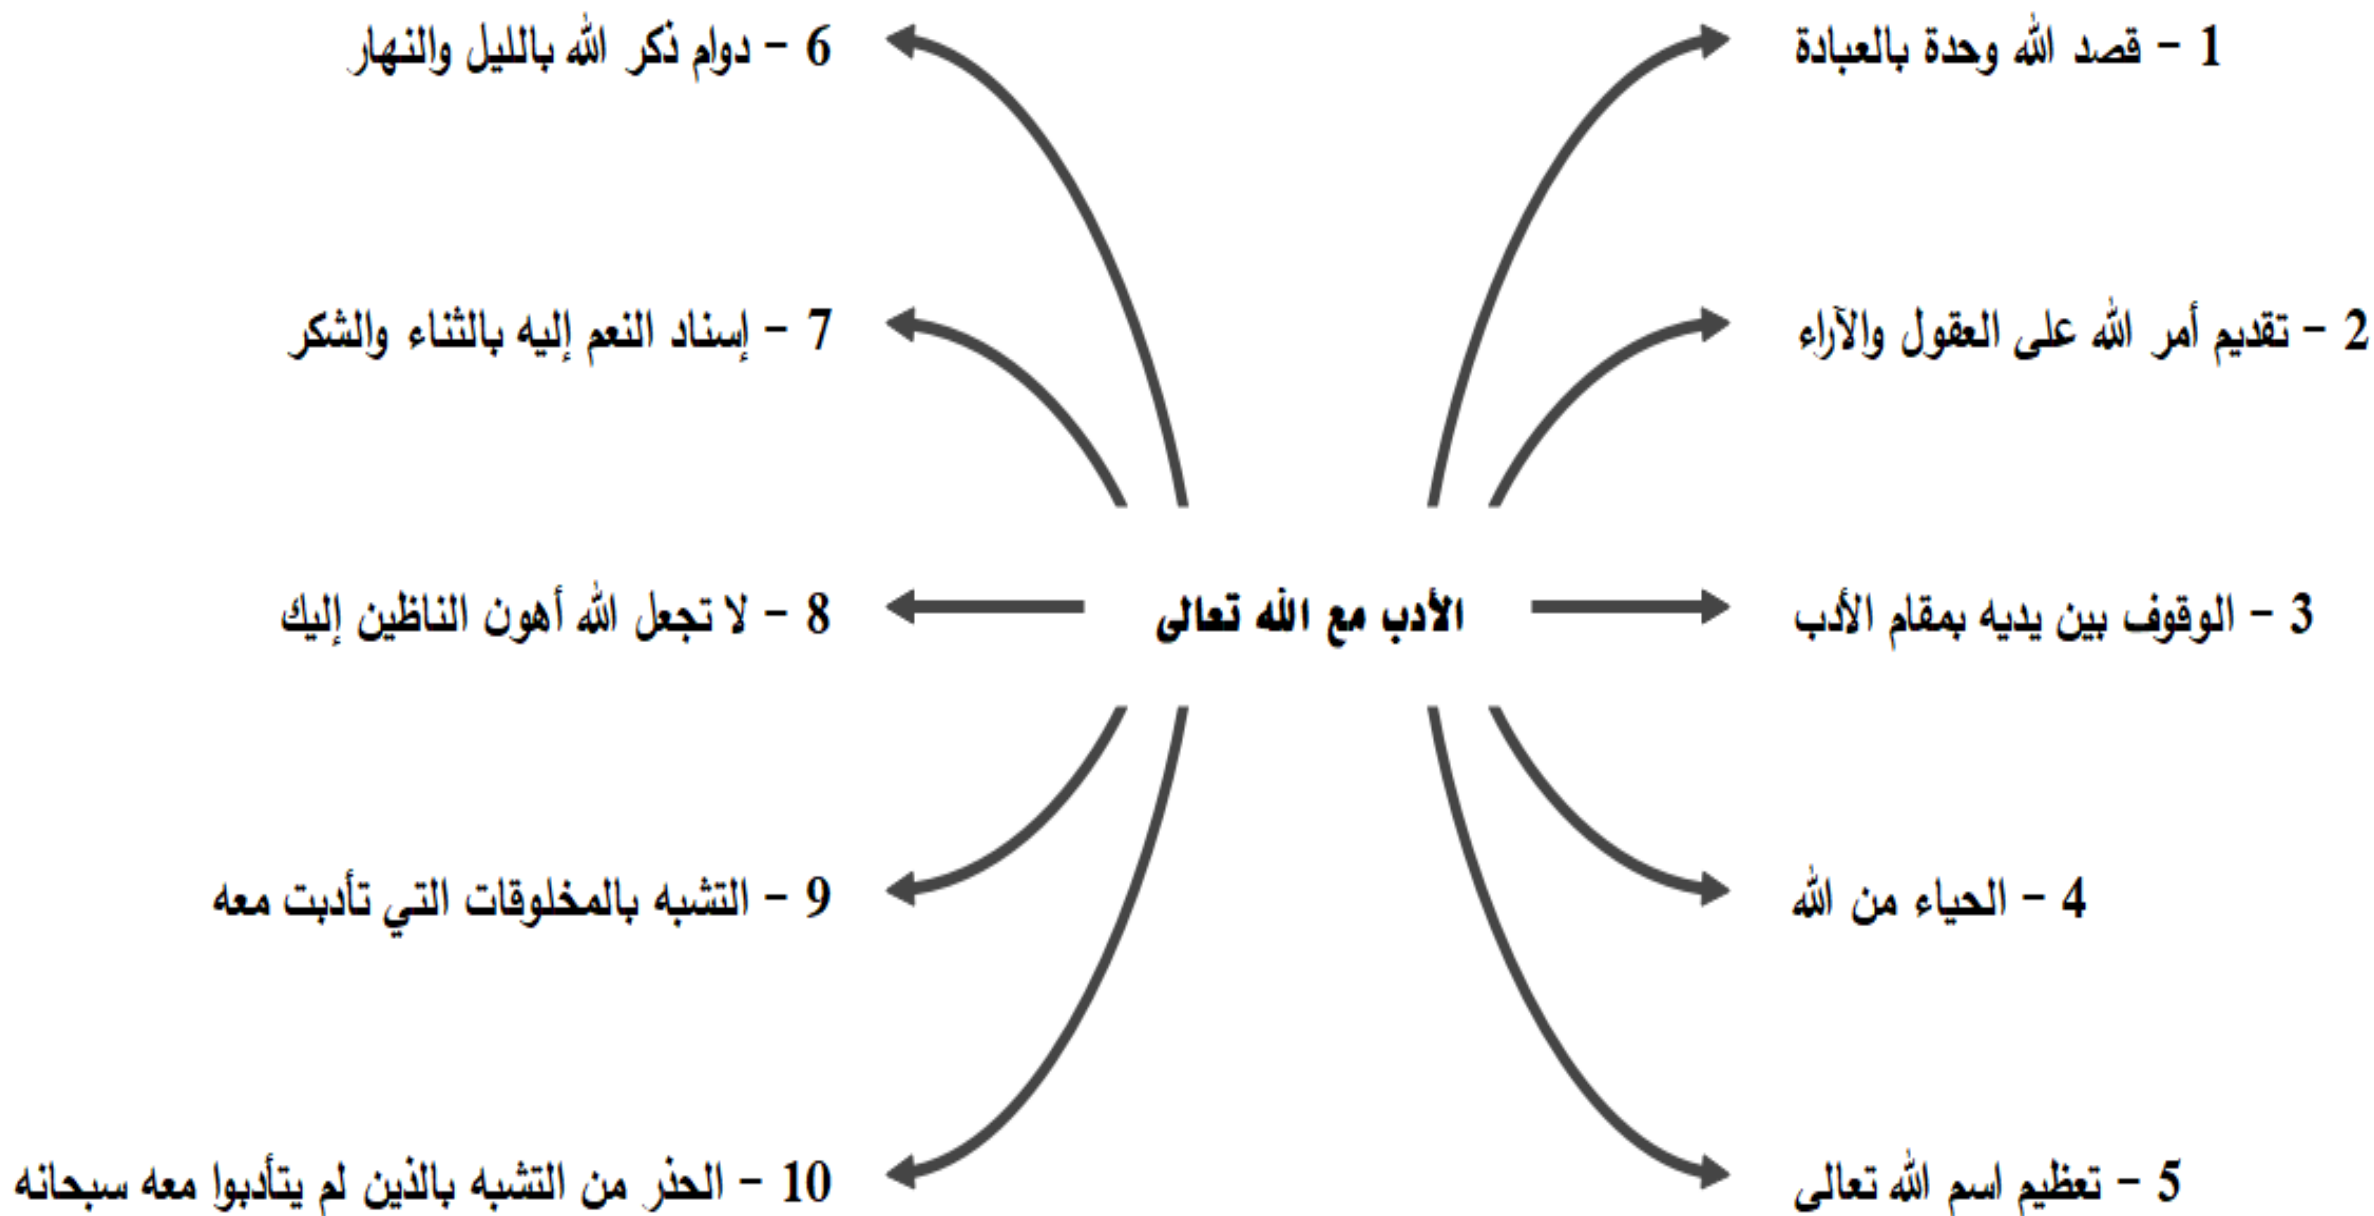 الأدب مع الله تعالى
1 - قصد الله وحدة بالعبادة
2 - تقديم أمر الله على العقول والآراء
3 - الوقوف بين يديه بمقام الأدب
4 - الحياء من الله
5 - تعظيم اسم الله تعالى
6 - دوام ذكر الله بالليل والنهار
7 - إسناد النعم إليه بالثناء والشكر
8 - لا تجعل الله أهون الناظين إليك
9 - التشبه بالمخلوقات التي تأدبت معه
10 - الحذر من التشبه بالذين لم يتأدبوا معه سبحانه